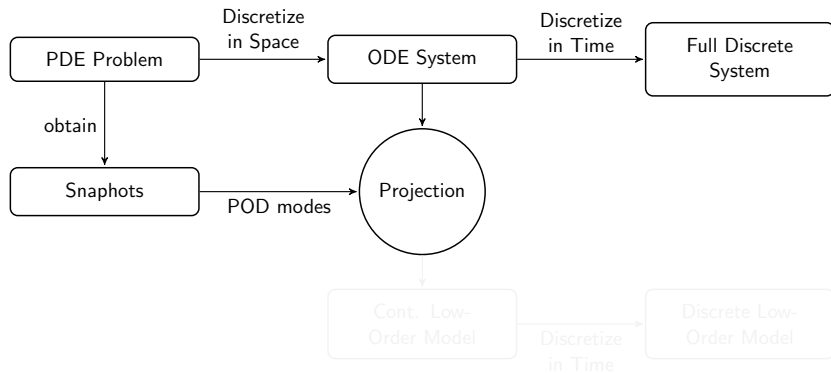 Discretize
in Space
Discretize
in Time
PDE Problem
ODE System
Full Discrete
System
obtain
Snaphots
POD modes
Projection
Cont. Low-
Order Model
Discretize
in Time
Discrete Low-
Order Model